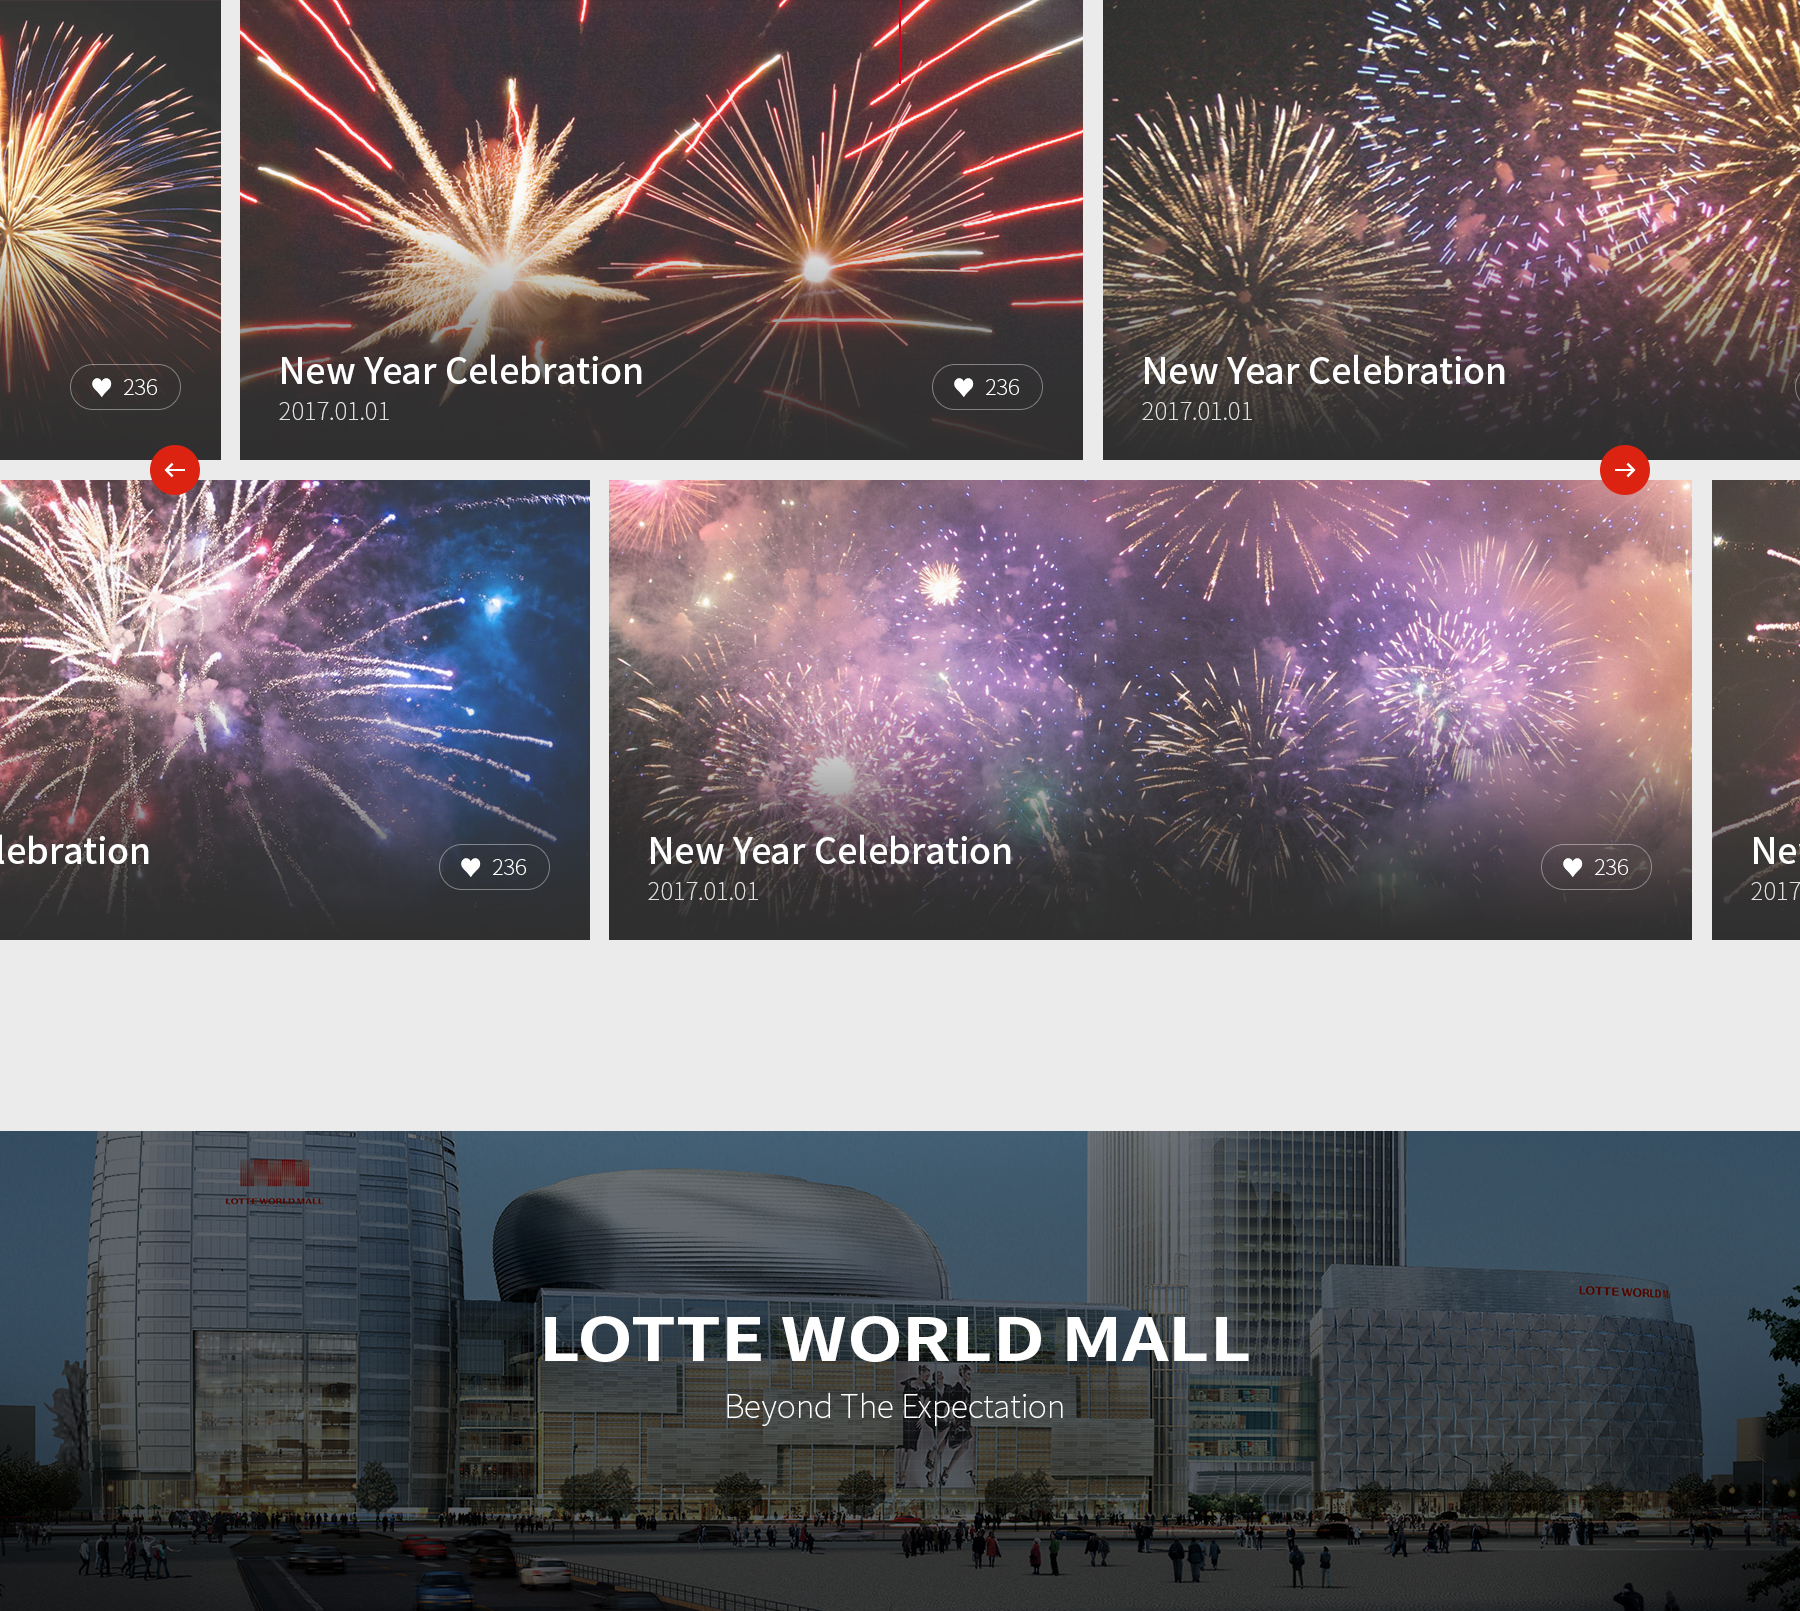 236
New Year Celebration
2017.01.01
236
New Year Celebration
2017.01.01
lebration
236
New Year Celebration
2017.01.01
236
Ne
2017
LOTTE WORLD MALL
LOTTE WORLD
LOTTE WORLD MALL
Beyond The Expectation